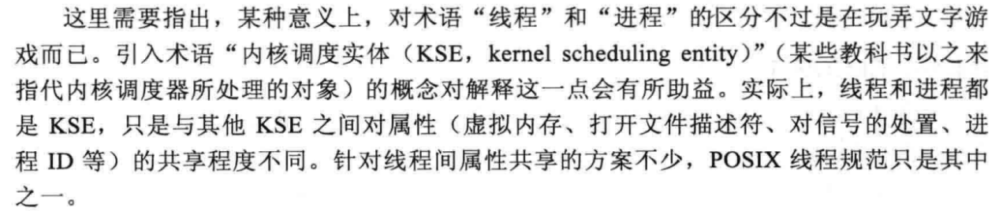 这里需要指出，某种意义上，对术语“线程”和“进程”的区分不过是在玩弄文字游
戏而已。引入术语“内核调度实体（KSE，kernel scheduling entity）”（某些教科书以之来
指代内核调度器所处理的对象）的概念对解释这一点会有所助益。实际上，线程和进程都
是 KSE，只是与其他 KSE 之间对属性（虚拟内存、打开文件描述符、对信号的处置、进
程 ID 等）的共享程度不同。针对线程间属性共享的方案不少，POSIX 线程规范只是其中
之一。